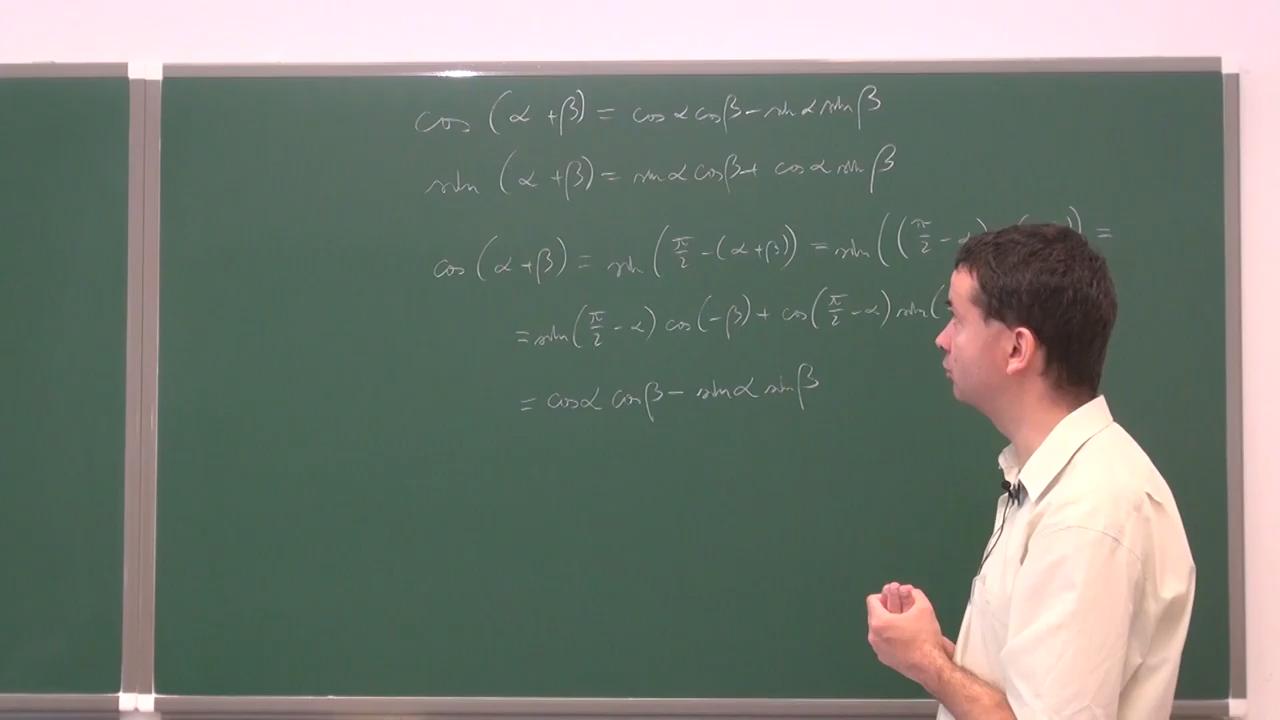 cos (α + β) = cos α cos β - sin α sin β
sin (α + β) = sin α cos β + cos α sin β
cos (α + β) = sin (π/2 - (α + β)) = sin ((π/2 - α) ( ) =
= sin (π/2 - α) cos (-β) + cos (π/2 - α) sin (
= cos α cos β - sin α sin β